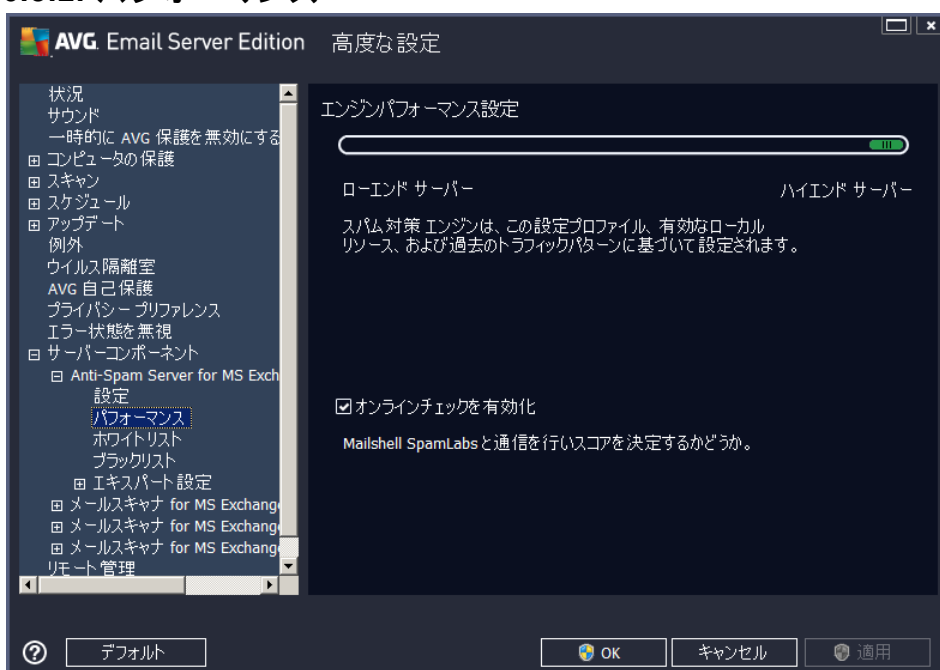 AVG. Email Server Edition 高度な設定
状況
サウンド
一時的に AVG 保護を無効にする
コンピュータの保護
スキャン
スケジュール
アップデート
例外
ウイルス隔離室
AVG 自己保護
プライバシー プリファレンス
エラー状態を無視
サーバーコンポーネント
Anti-Spam Server for MS Exch
設定
パフォーマンス
ホワイトリスト
ブラックリスト
エキスパート設定
メールスキャナ for MS Exchang
メールスキャナ for MS Exchang
メールスキャナ for MS Exchang
リモート管理
エンジンパフォーマンス設定
ローエンド サーバー ハイエンド サーバー
スパム対策 エンジンは、この設定プロファイル、有効なローカル
リソース、および過去のトラフィックパターンに基づいて設定されます。
オンラインチェックを有効化
Mailshell SpamLabsと通信を行いスコアを決定するかどうか。
デフォルト OK キャンセル 適用